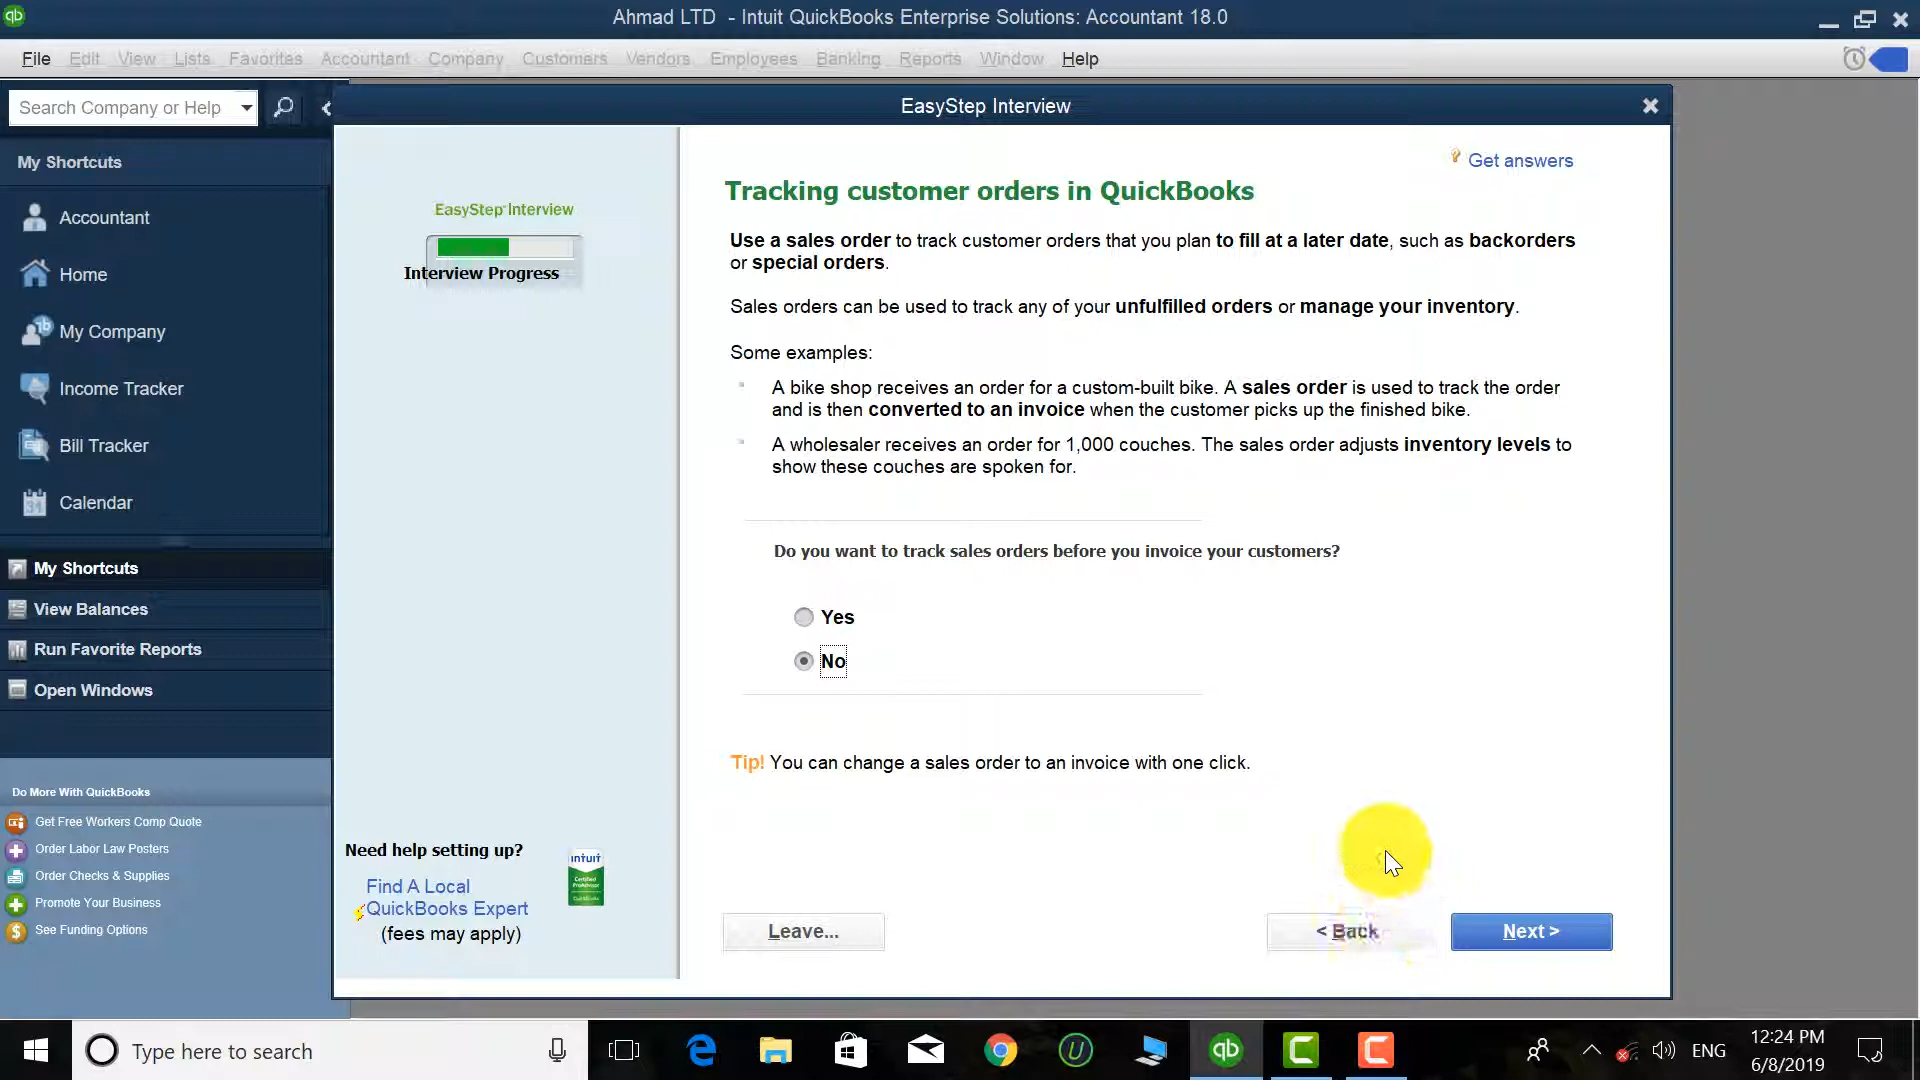 qb
Ahmad LTD - Intuit QuickBooks Enterprise Solutions: Accountant 18.0
File Edit View Lists Favorites Accountant Company Customers Vendors Employees Banking Reports Window Help
Search Company or Help
EasyStep Interview
My Shortcuts
Accountant
Home
My Company
Income Tracker
Bill Tracker
31
Calendar
My Shortcuts
View Balances
Run Favorite Reports
Open Windows
Do More With QuickBooks
Get Free Workers Comp Quote
Order Labor Law Posters
Order Checks & Supplies
Promote Your Business
See Funding Options
EasyStep Interview
Interview Progress
Need help setting up?
Find A Local
QuickBooks Expert
(fees may apply)
intuit
Certified
ProAdvisor
Get answers
Tracking customer orders in QuickBooks
Use a sales order to track customer orders that you plan to fill at a later date, such as backorders
or special orders.
Sales orders can be used to track any of your unfulfilled orders or manage your inventory.
Some examples:
A bike shop receives an order for a custom-built bike. A sales order is used to track the order
and is then converted to an invoice when the customer picks up the finished bike.
A wholesaler receives an order for 1,000 couches. The sales order adjusts inventory levels to
show these couches are spoken for.
Do you want to track sales orders before you invoice your customers?
Yes
No
Tip! You can change a sales order to an invoice with one click.
Leave...
< Back
Next >
Type here to search
qb
ENG
12:24 PM
6/8/2019